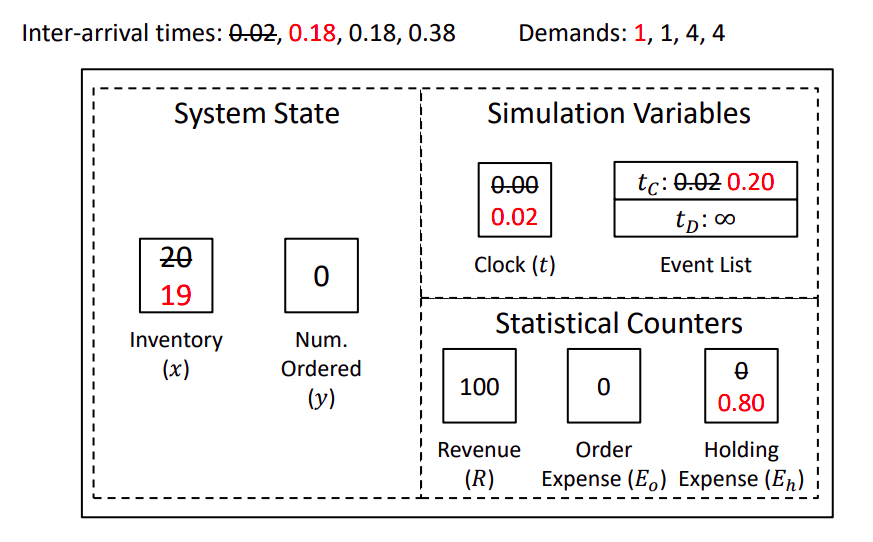 Inter-arrival times: 0.02, 0.18, 0.18, 0.38
Demands: 1, 1, 4, 4
System State
20
19
Inventory
(x)
0
Num.
Ordered
(y)
Simulation Variables
0.00
0.02
Clock (t)
t_C: 0.02 0.20
t_D: ∞
Event List
Statistical Counters
100
Revenue
(R)
0
Order
Expense (E_o)
0
0.80
Holding
Expense (E_h)